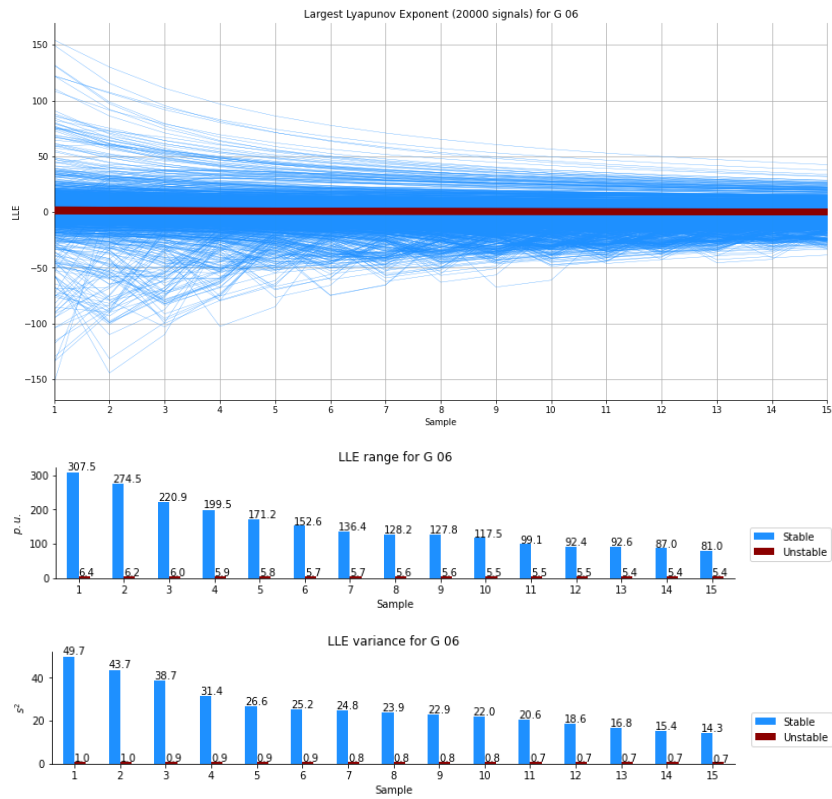 Largest Lyapunov Exponent (20000 signals) for G 06
150
100
50
0
−50
−100
−150
LLE
1 2 3 4 5 6 7 8 9 10 11 12 13 14 15
Sample
LLE range for G 06
307.5 274.5 220.9 199.5 171.2 152.6 136.4 128.2 127.8 117.5 99.1 92.4 92.6 87.0 81.0
6.4 6.2 6.0 5.9 5.8 5.7 5.7 5.6 5.6 5.5 5.5 5.5 5.4 5.4 5.4
300
200
100
0
p.u.
Stable
Unstable
1 2 3 4 5 6 7 8 9 10 11 12 13 14 15
Sample
LLE variance for G 06
49.7 43.7 38.7 31.4 26.6 25.2 24.8 23.9 22.9 22.0 20.6 18.6 16.8 15.4 14.3
1.0 1.0 0.9 0.9 0.9 0.9 0.8 0.8 0.8 0.8 0.7 0.7 0.7 0.7 0.7
40
20
0
s²
Stable
Unstable
1 2 3 4 5 6 7 8 9 10 11 12 13 14 15
Sample